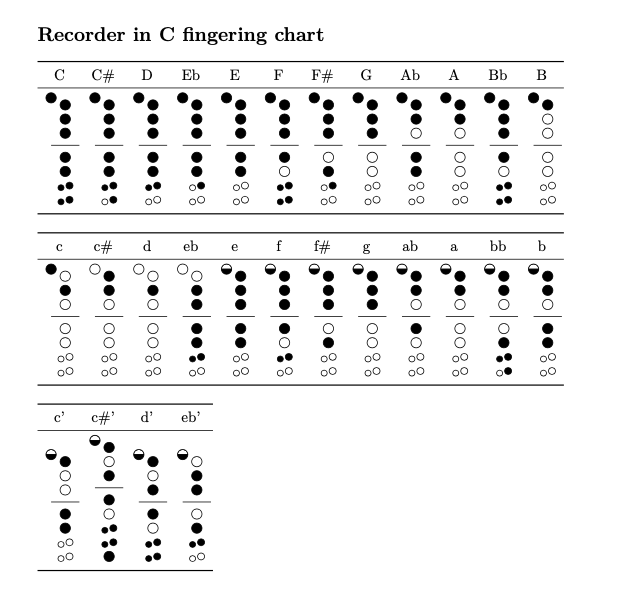 Recorder in C fingering chart
C C# D Eb E F F# G Ab A Bb B
c c# d eb e f f# g ab a bb b
c' c#' d' eb'